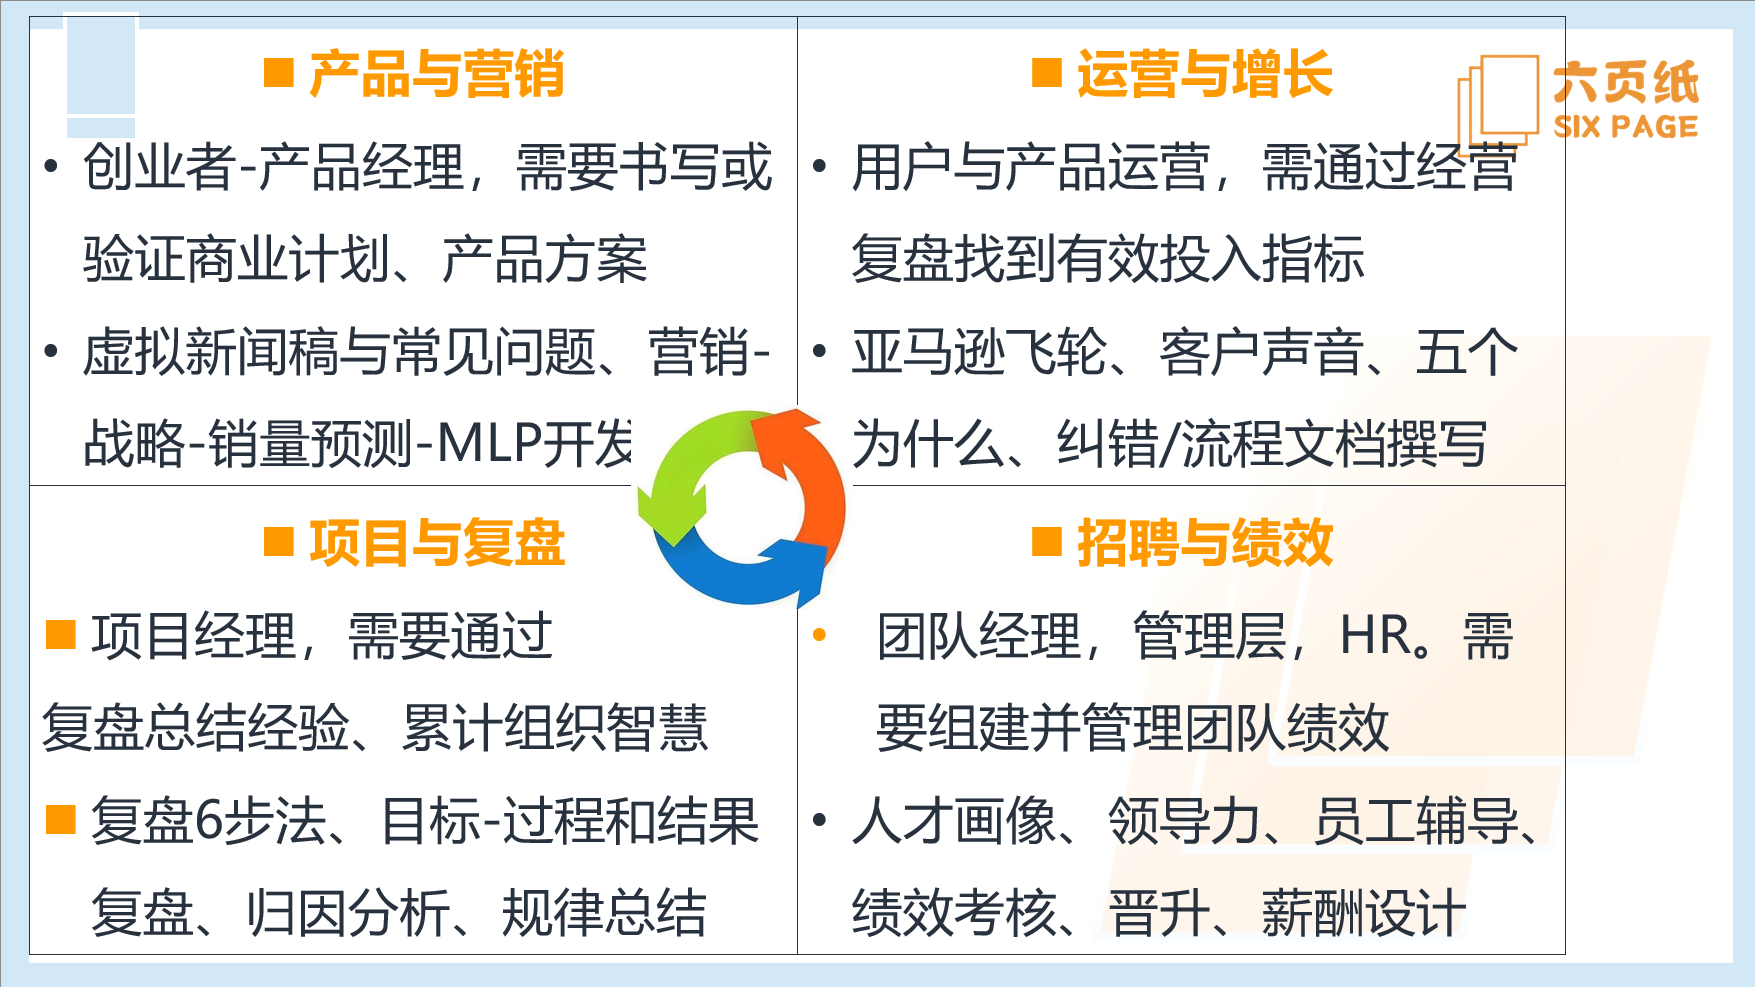 产品与营销
创业者-产品经理，需要书写或
验证商业计划、产品方案
虚拟新闻稿与常见问题、营销-
战略-销量预测-MLP开发
运营与增长
用户与产品运营，需通过经营
复盘找到有效投入指标
亚马逊飞轮、客户声音、五个
为什么、纠错/流程文档撰写
六页纸
SIX PAGE
项目与复盘
项目经理，需要通过
复盘总结经验、累计组织智慧
复盘6步法、目标-过程和结果
复盘、归因分析、规律总结
招聘与绩效
团队经理，管理层，HR。需
要组建并管理团队绩效
人才画像、领导力、员工辅导、
绩效考核、晋升、薪酬设计